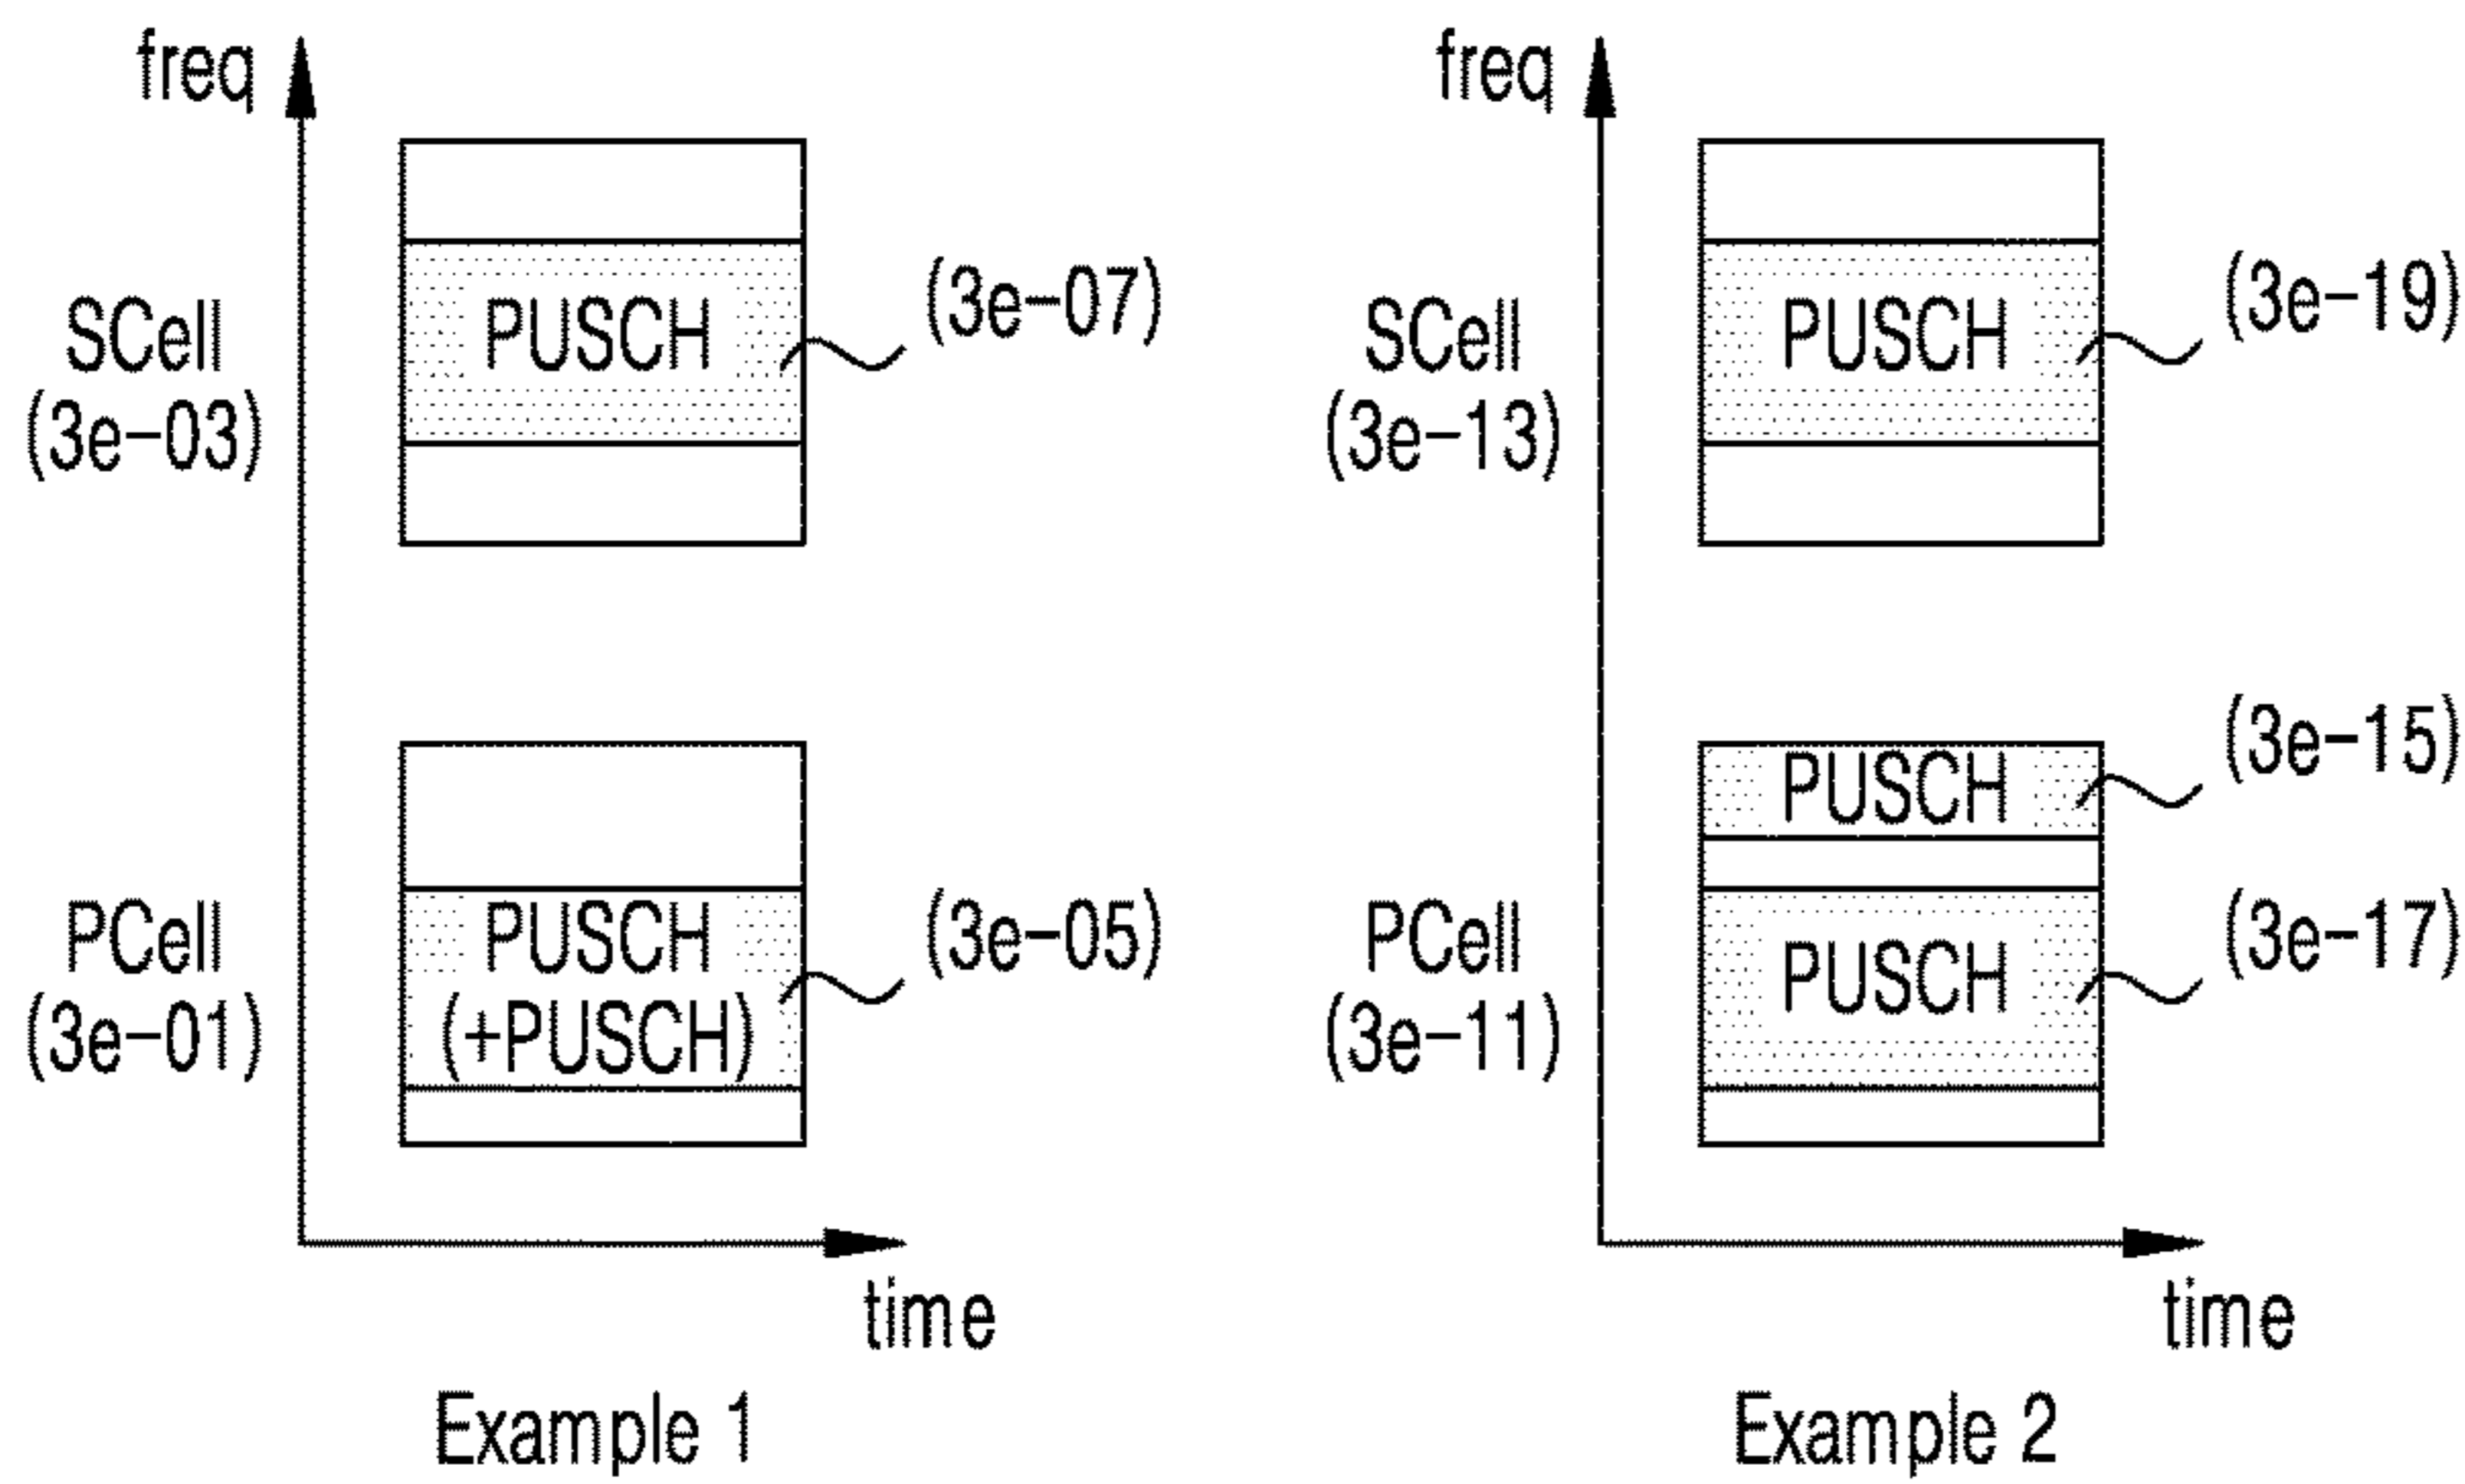 freq
SCell
(3e-03)
PUSCH
(3e-07)
PCell
(3e-01)
PUSCH
(+PUSCH)
(3e-05)
time
Example 1
freq
SCell
(3e-13)
PUSCH
(3e-19)
PUSCH
(3e-15)
PCell
(3e-11)
PUSCH
(3e-17)
time
Example 2